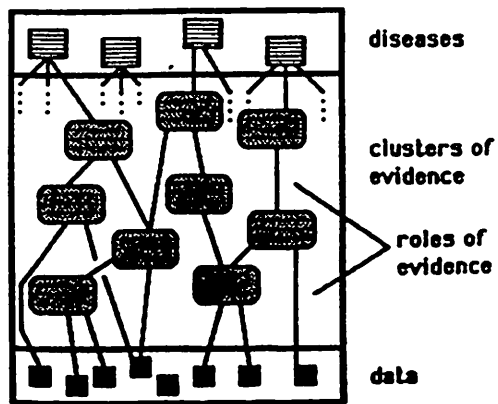 diseases
clusters of
evidence
roles of
evidence
data